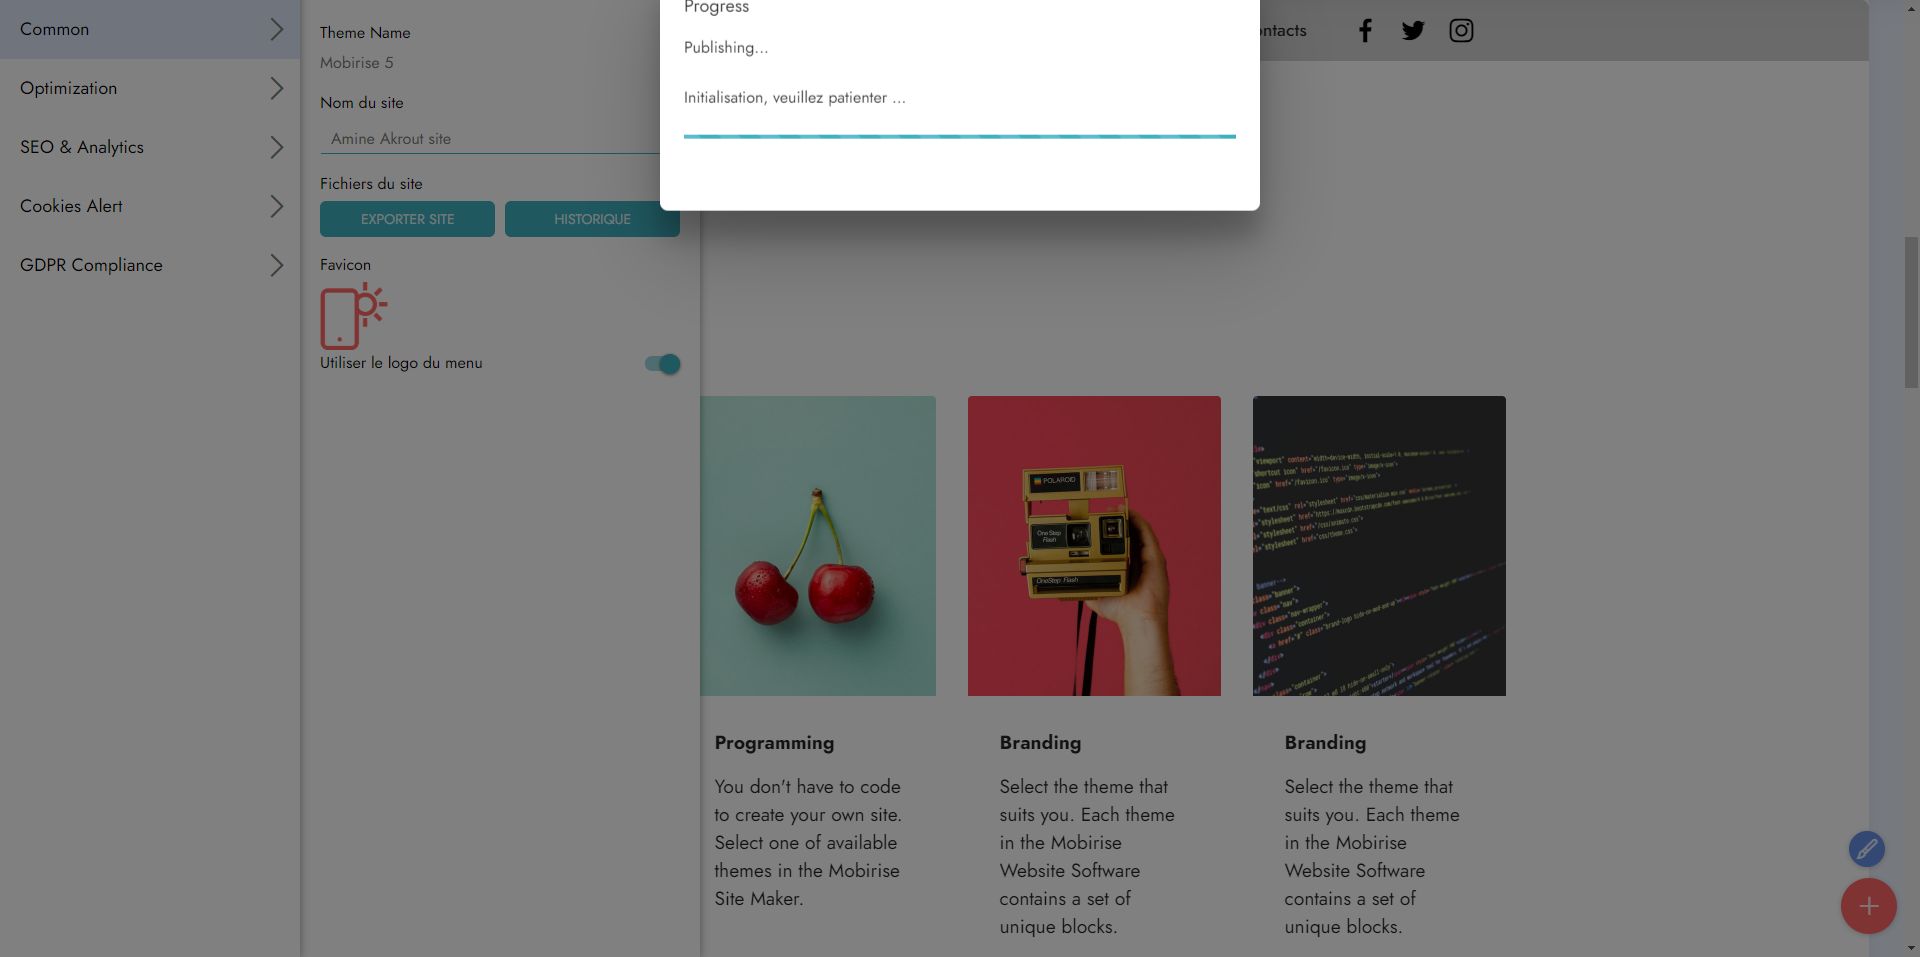 Common
Optimization
SEO & Analytics
Cookies Alert
GDPR Compliance
Theme Name
Mobirise 5
Nom du site
Amine Akrout site
Fichiers du site
EXPORTER SITE
HISTORIQUE
Favicon
Utiliser le logo du menu
Progress
Publishing...
Initialisation, veuillez patienter ...
ntacts
POLAROID
One Step
Flash
OneStep Flash
Programming
You don't have to code
to create your own site.
Select one of available
themes in the Mobirise
Site Maker.
Branding
Select the theme that
suits you. Each theme
in the Mobirise
Website Software
contains a set of
unique blocks.
Branding
Select the theme that
suits you. Each theme
in the Mobirise
Website Software
contains a set of
unique blocks.